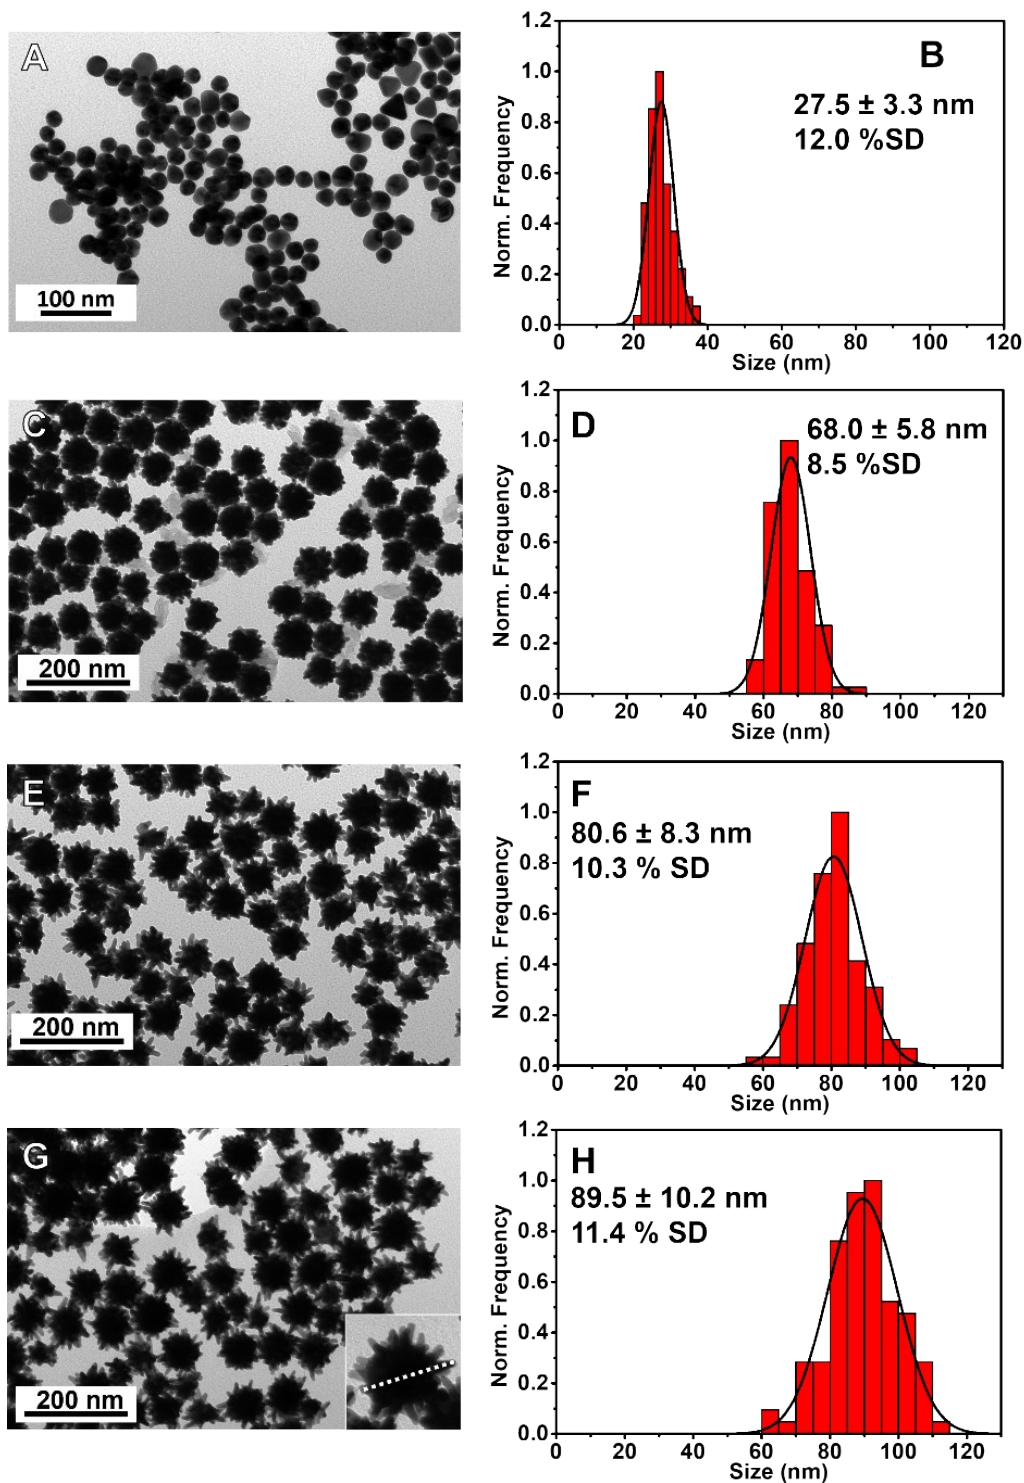 A
100 nm
B
27.5 ± 3.3 nm
12.0 %SD
Norm. Frequency
1.2
1.0
0.8
0.6
0.4
0.2
0.0
0 20 40 60 80 100 120
Size (nm)
C
200 nm
D
68.0 ± 5.8 nm
8.5 %SD
Norm. Frequency
1.2
1.0
0.8
0.6
0.4
0.2
0.0
0 20 40 60 80 100 120
Size (nm)
E
200 nm
F
80.6 ± 8.3 nm
10.3 % SD
Norm. Frequency
1.2
1.0
0.8
0.6
0.4
0.2
0.0
0 20 40 60 80 100 120
Size (nm)
G
200 nm
H
89.5 ± 10.2 nm
11.4 % SD
Norm. Frequency
1.2
1.0
0.8
0.6
0.4
0.2
0.0
0 20 40 60 80 100 120
Size (nm)